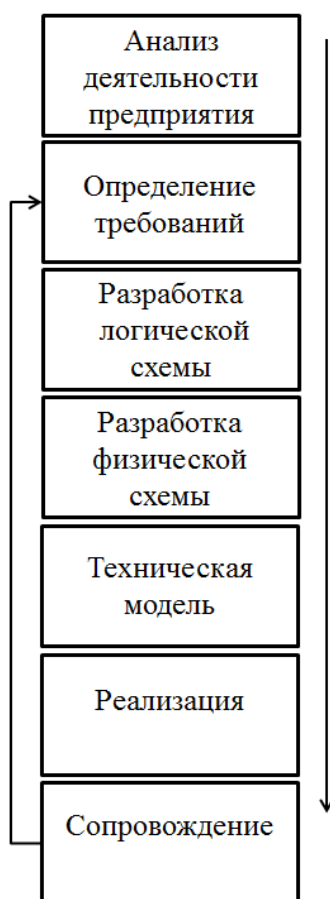 Анализ
деятельности
предприятия
Определение
требований
Разработка
логической
схемы
Разработка
физической
схемы
Техническая
модель
Реализация
Сопровождение